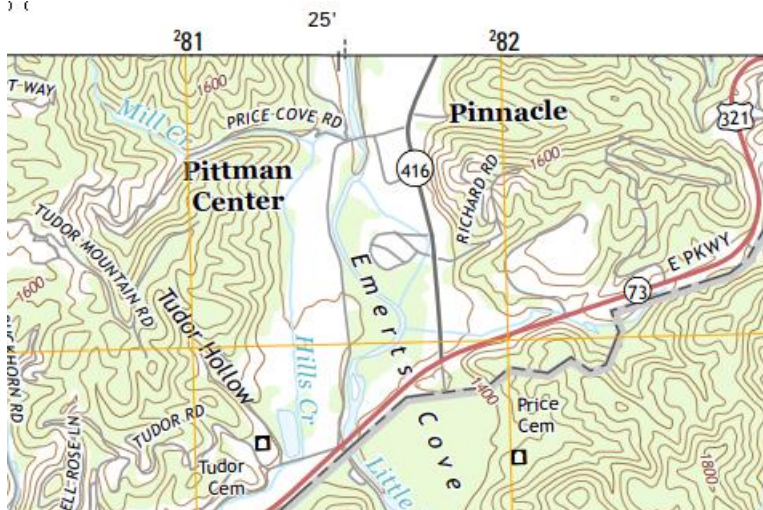 25'
²81
²82
T-WAY
1600
Mill Cr
PRICE COVE RD
Pinnacle
321
Pittman
Center
416
RICHARD RD
1600
TUDOR MOUNTAIN RD
E PKWY
73
1600
Tudor Hollow
Emerts Cove
Hills Cr
KHORN RD
1400
Price
Cem
TUDOR RD
ELL-ROSE LN
Tudor
Cem
Little
1800